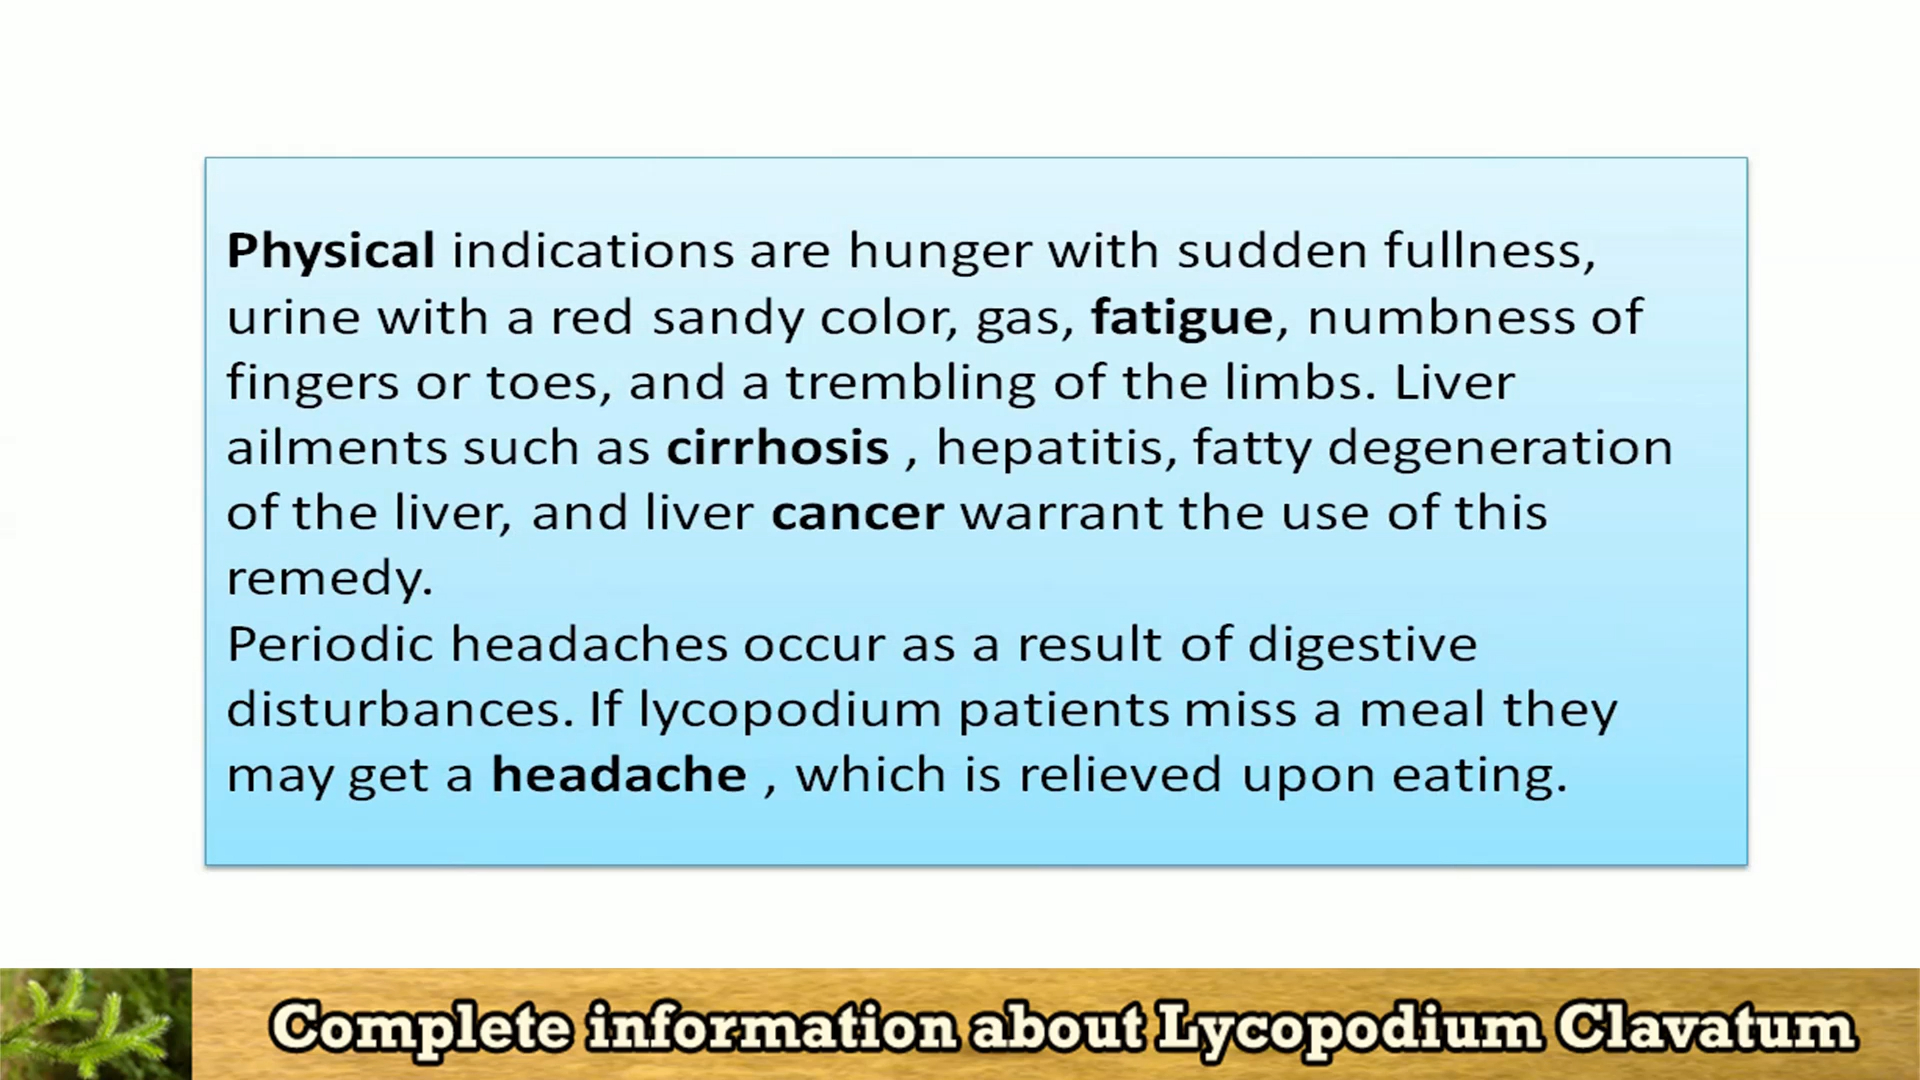 Physical indications are hunger with sudden fullness,
urine with a red sandy color, gas, fatigue, numbness of
fingers or toes, and a trembling of the limbs. Liver
ailments such as cirrhosis , hepatitis, fatty degeneration
of the liver, and liver cancer warrant the use of this
remedy.
Periodic headaches occur as a result of digestive
disturbances. If lycopodium patients miss a meal they
may get a headache , which is relieved upon eating.
Complete information about Lycopodium Clavatum